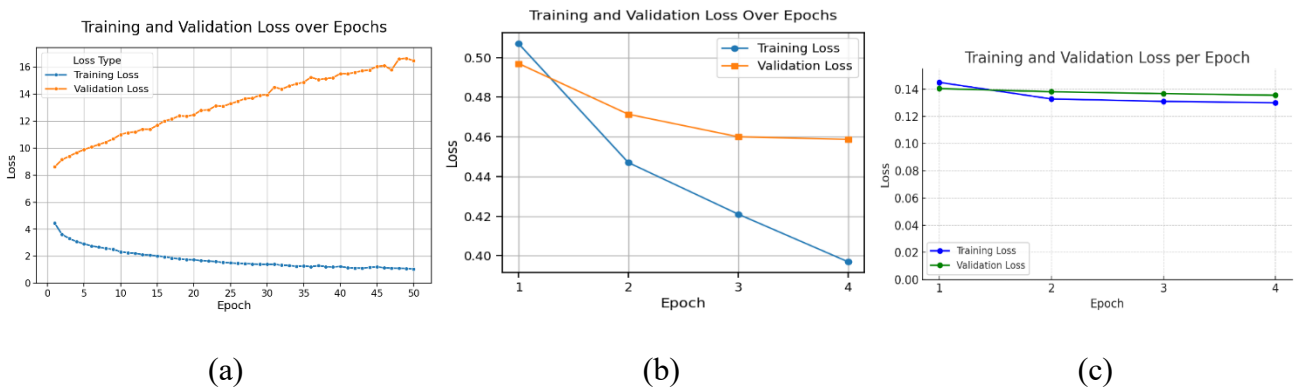 Training and Validation Loss over Epochs
Loss
16
14
12
10
8
6
4
2
0
Loss Type
Training Loss
Validation Loss
0 5 10 15 20 25 30 35 40 45 50
Epoch
(a)
Training and Validation Loss Over Epochs
Loss
0.50
0.48
0.46
0.44
0.42
0.40
Training Loss
Validation Loss
1 2 3 4
Epoch
(b)
Training and Validation Loss per Epoch
Loss
0.14
0.12
0.10
0.08
0.06
0.04
0.02
0.00
Training Loss
Validation Loss
1 2 3 4
Epoch
(c)